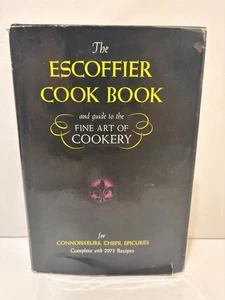 The
ESCOFFIER
COOK BOOK
and guide to the
FINE ART OF
COOKERY
for
CONNOISSEURS, CHEFS, EPICURES
Complete with 2973 Recipes